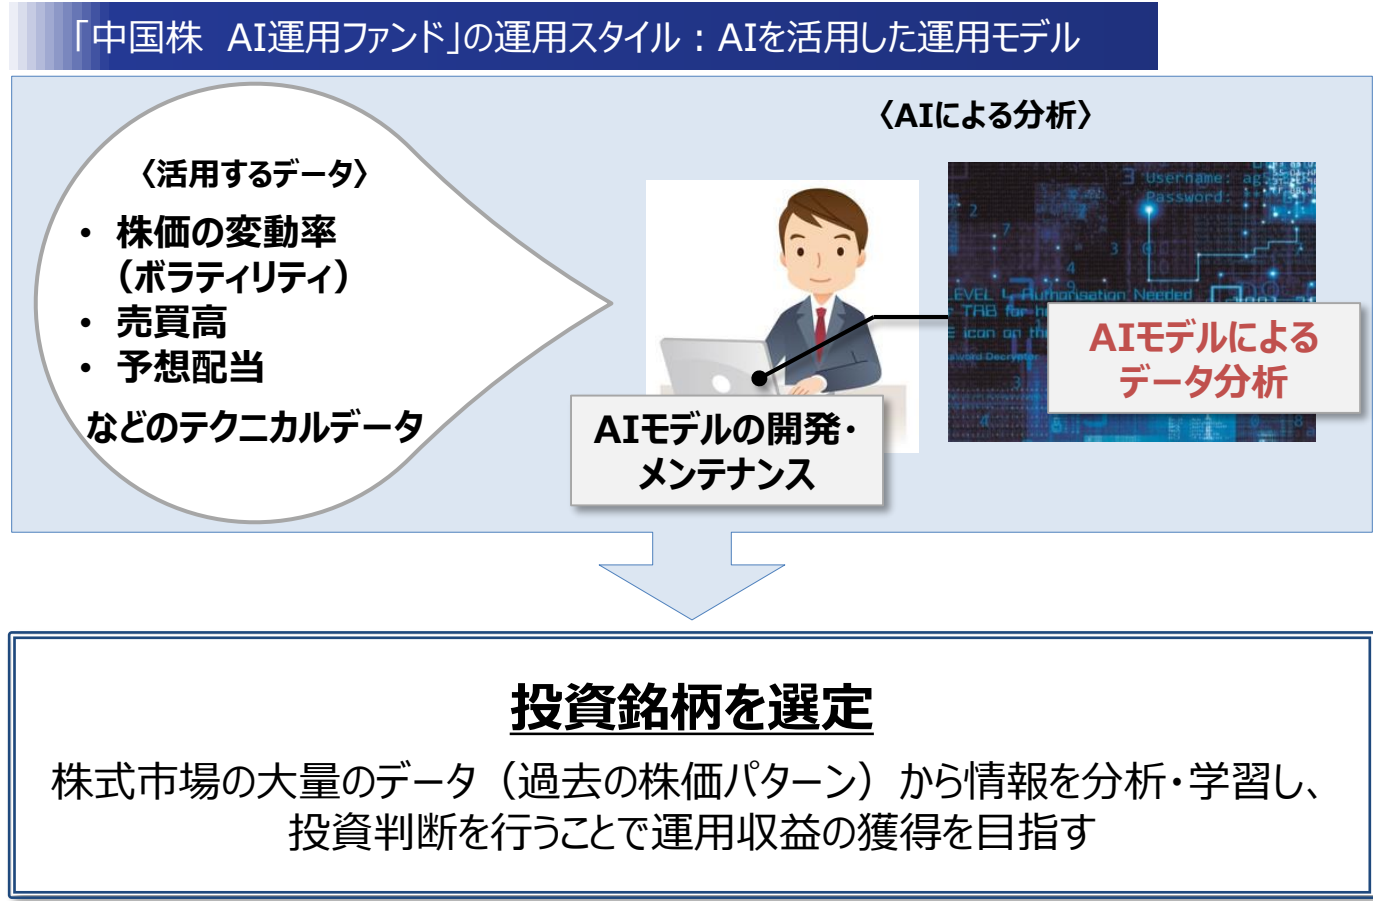 「中国株 AI運用ファンド」の運用スタイル：AIを活用した運用モデル
〈活用するデータ〉
• 株価の変動率
（ボラティリティ）
• 売買高
• 予想配当
などのテクニカルデータ
〈AIによる分析〉
Username: ag
Password:
AIモデルの開発・
メンテナンス
AIモデルによる
データ分析
投資銘柄を選定
株式市場の大量のデータ（過去の株価パターン）から情報を分析・学習し、
投資判断を行うことで運用収益の獲得を目指す